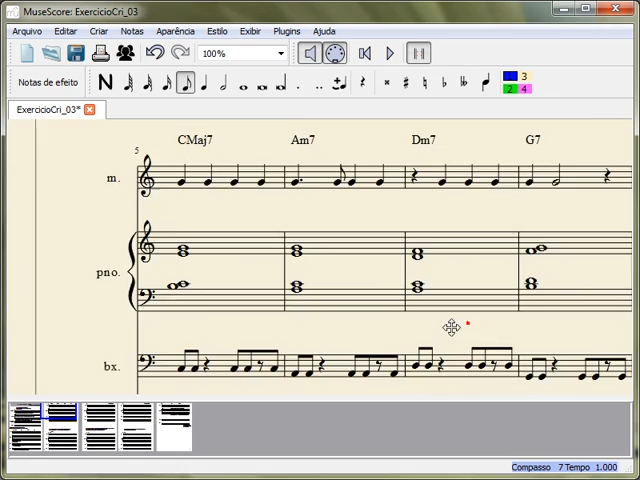 MuseScore: ExercicioCri_03
Arquivo Editar Criar Notas Aparência Estilo Exibir Plugins Ajuda
100%
Notas de efeito N 1 3
2 4
ExercicioCri_03*
CMaj7 Am7 Dm7 G7
5
m.
pno.
bx.
Compasso 7 Tempo 1.000